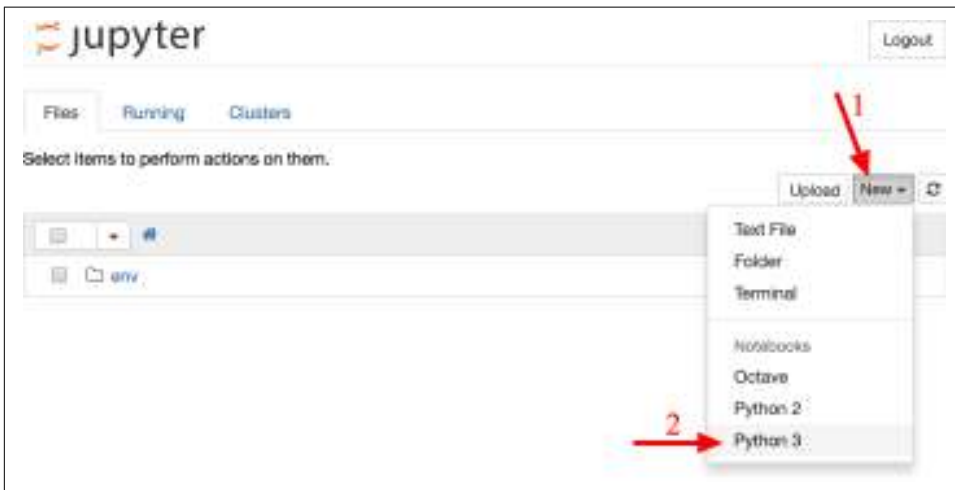 jupyter
Logout
Files Running Clusters
1
Select items to perform actions on them.
Upload New
env
Text File
Folder
Terminal
Notebooks
Octave
Python 2
2 Python 3